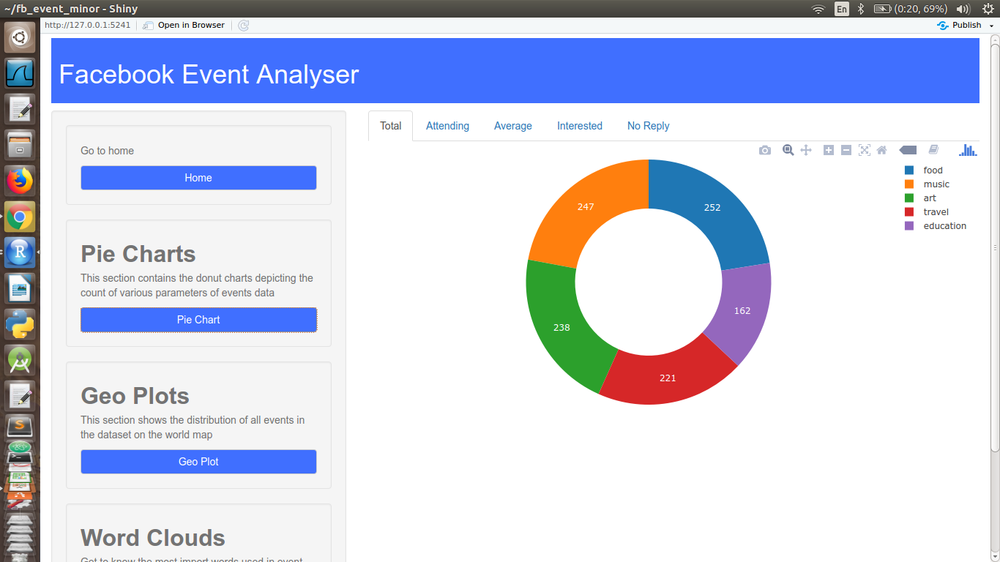 ~/fb_event_minor - Shiny
En
(0:20, 69%)
http://127.0.0.1:5241
Open in Browser
Publish
Facebook Event Analyser
Go to home
Home
Pie Charts
This section contains the donut charts depicting the
count of various parameters of events data
Pie Chart
Geo Plots
This section shows the distribution of all events in
the dataset on the world map
Geo Plot
Word Clouds
Got to know the most import words used in event
Total
Attending
Average
Interested
No Reply
food
music
art
travel
education
247
252
238
162
221